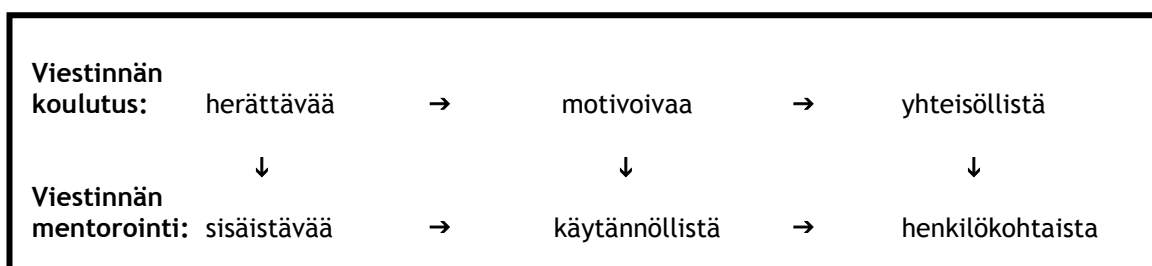 Viestinnän
koulutus: herättävää → motivoivaa → yhteisöllistä
↓ ↓ ↓
Viestinnän
mentorointi: sisäistävää → käytännöllistä → henkilökohtaista